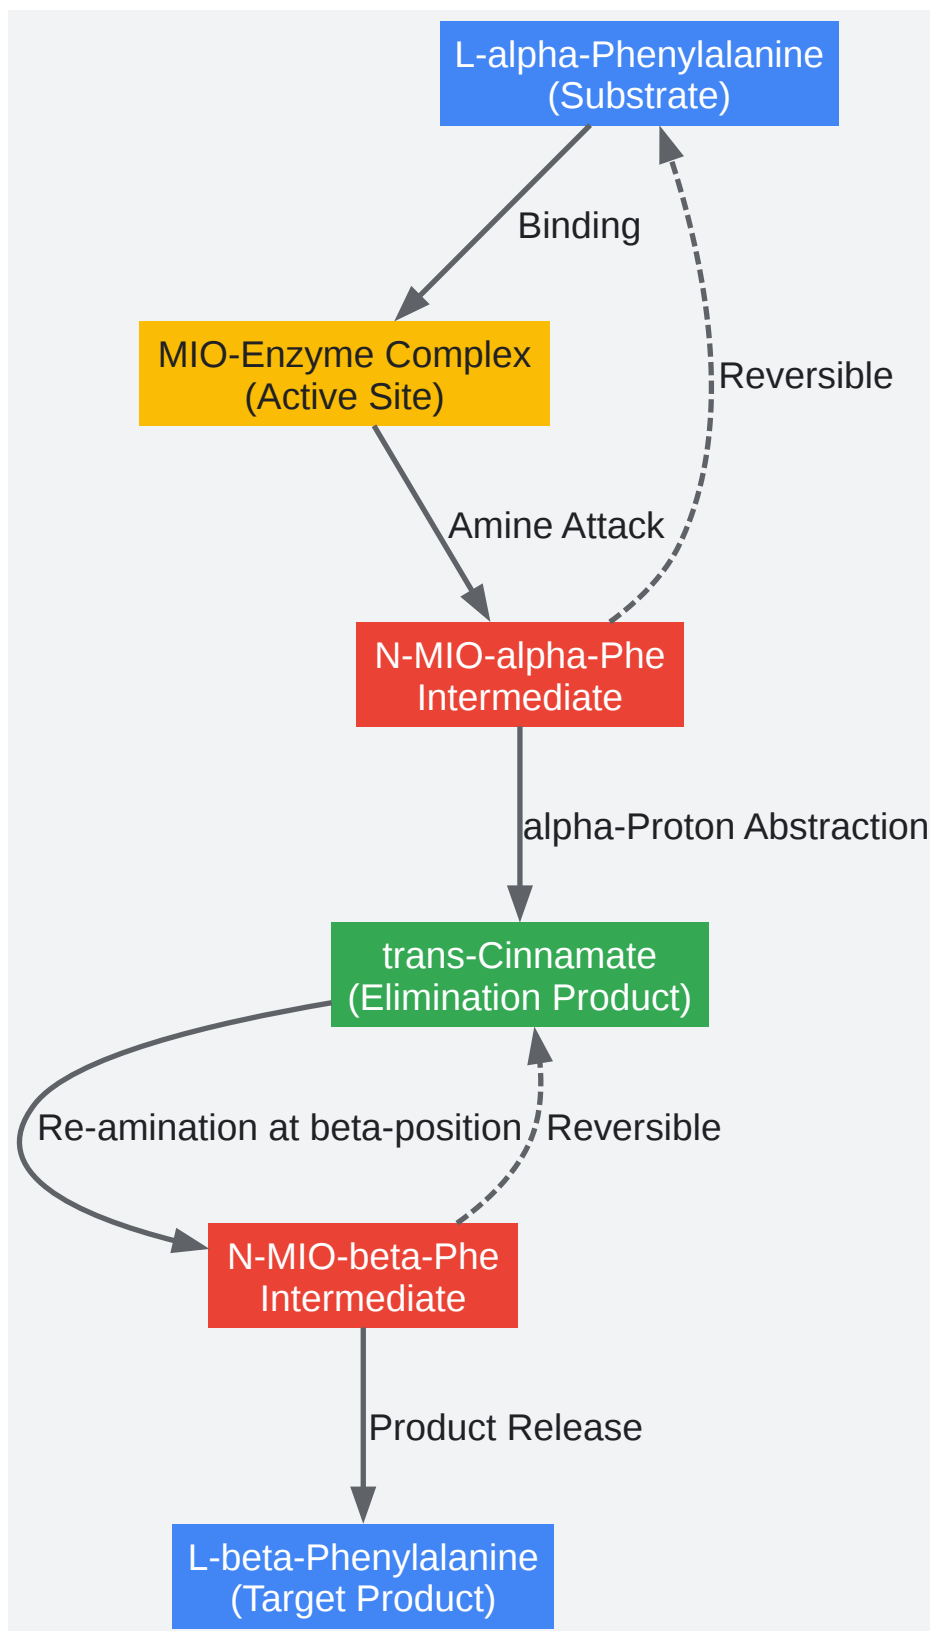 L-alpha-Phenylalanine
(Substrate)
Binding
MIO-Enzyme Complex
(Active Site)
Reversible
Amine Attack
N-MIO-alpha-Phe
Intermediate
alpha-Proton Abstraction
trans-Cinnamate
(Elimination Product)
Re-amination at beta-position
Reversible
N-MIO-beta-Phe
Intermediate
Product Release
L-beta-Phenylalanine
(Target Product)